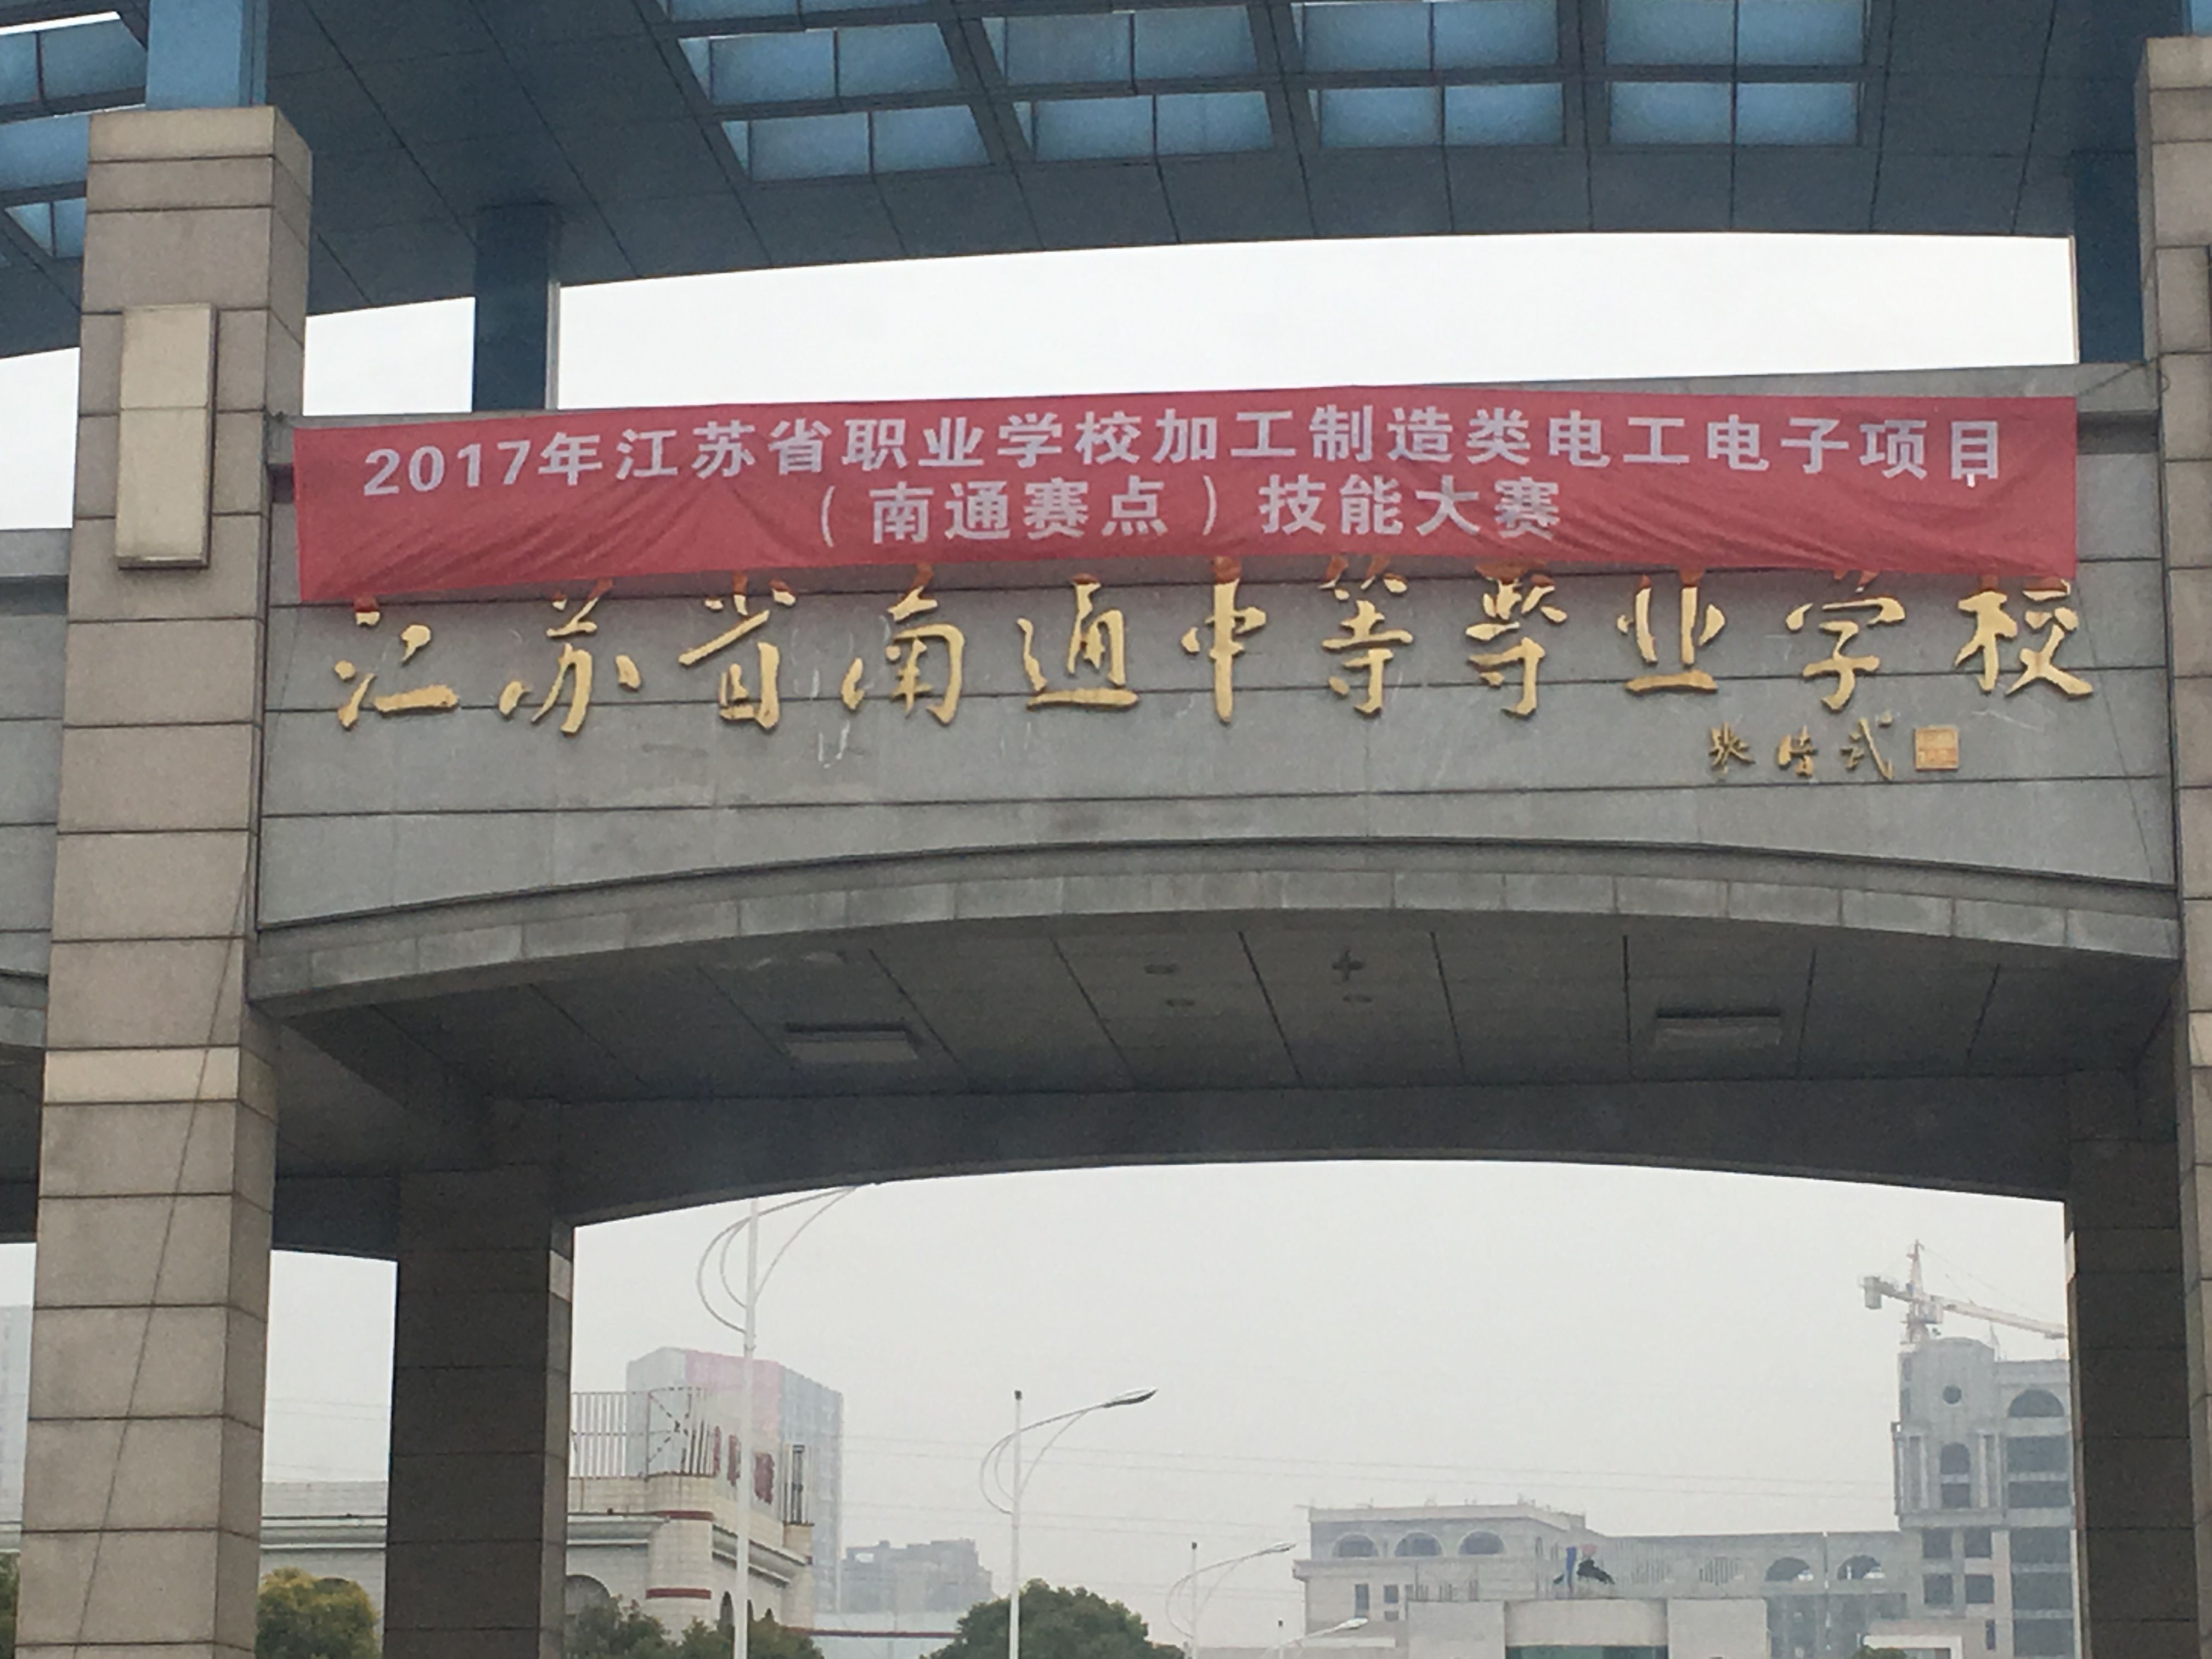 2017年江苏省职业学校加工制造类电工电子项目
（南通赛点）技能大赛
江苏省南通中等专业学校